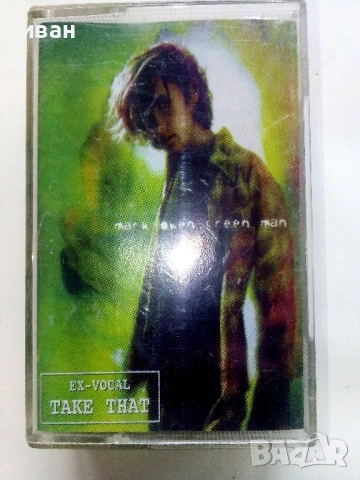 иван
mark owen green man
EX-VOCAL
TAKE THAT
BAZAR